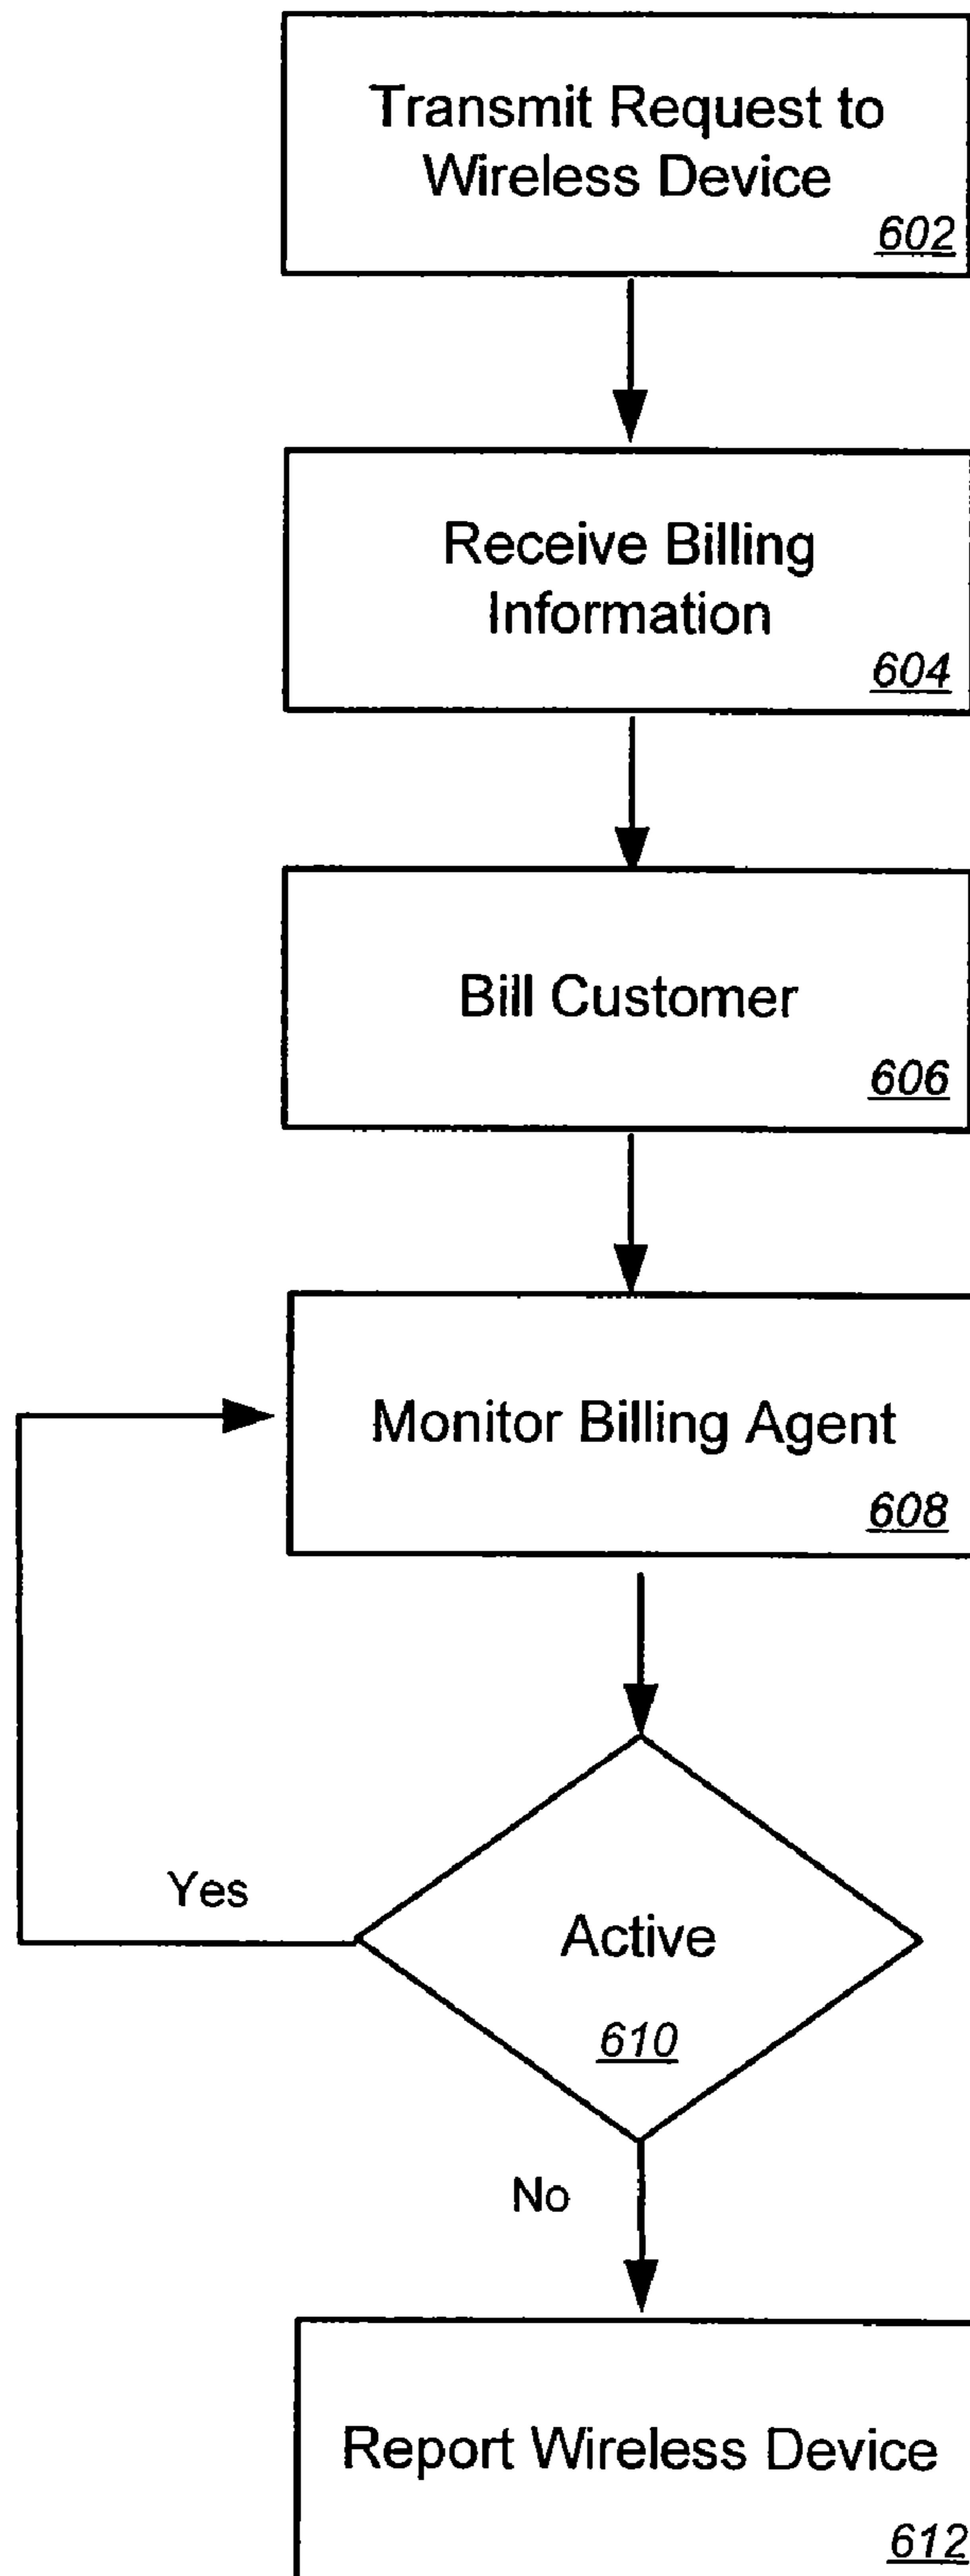 Transmit Request to
Wireless Device
602
Receive Billing
Information
604
Bill Customer
606
Monitor Billing Agent
608
Yes
Active
610
No
Report Wireless Device
612